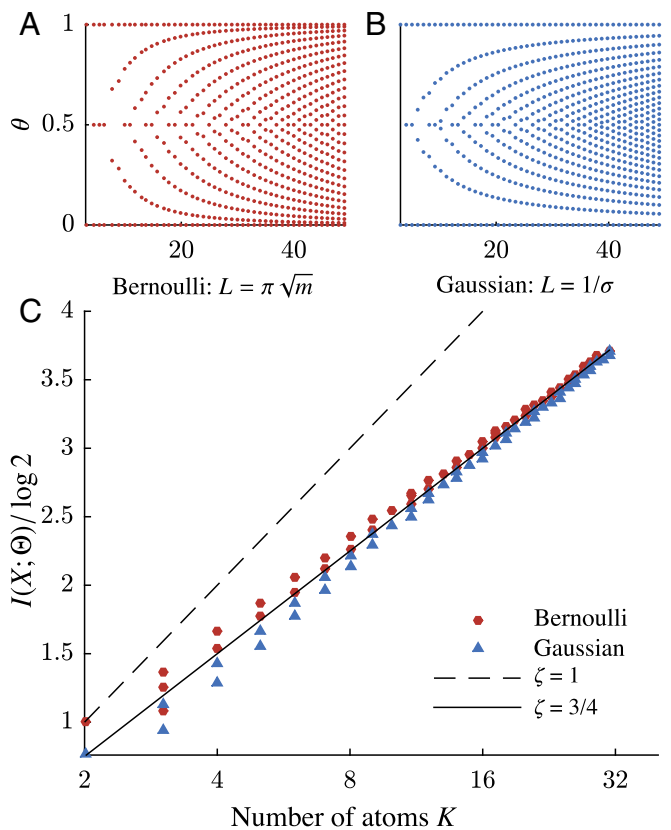 A
B
1
θ
0.5
0
20
40
20
40
Bernoulli: L = π √m
Gaussian: L = 1/σ
C
4
3.5
3
2.5
2
1.5
1
I(X;Θ)/ log 2
Bernoulli
Gaussian
ζ = 1
ζ = 3/4
2
4
8
16
32
Number of atoms K